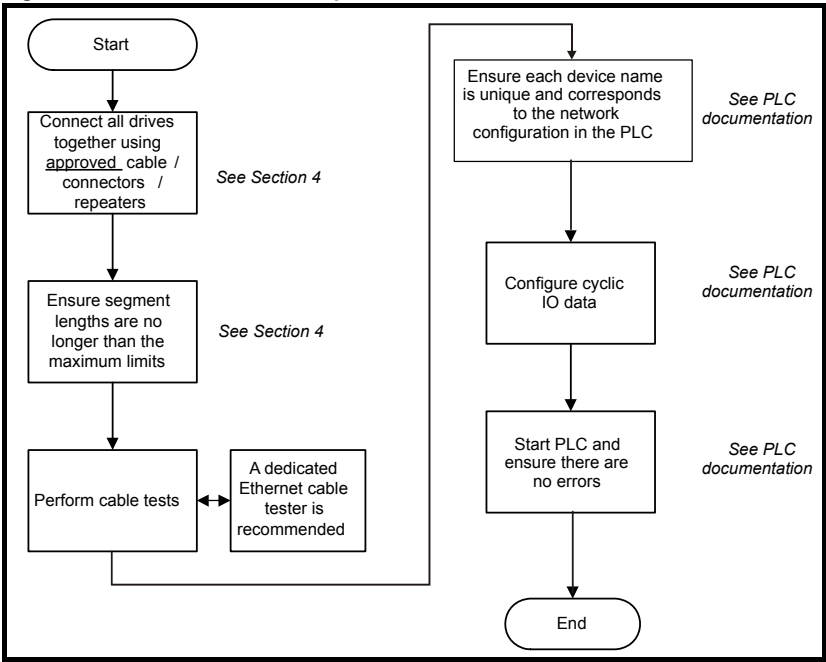 Start
Connect all drives
together using
approved cable /
connectors /
repeaters
See Section 4
Ensure segment
lengths are no
longer than the
maximum limits
See Section 4
Perform cable tests
A dedicated
Ethernet cable
tester is
recommended
Ensure each device name
is unique and corresponds
to the network
configuration in the PLC
See PLC
documentation
Configure cyclic
IO data
See PLC
documentation
Start PLC and
ensure there are
no errors
See PLC
documentation
End